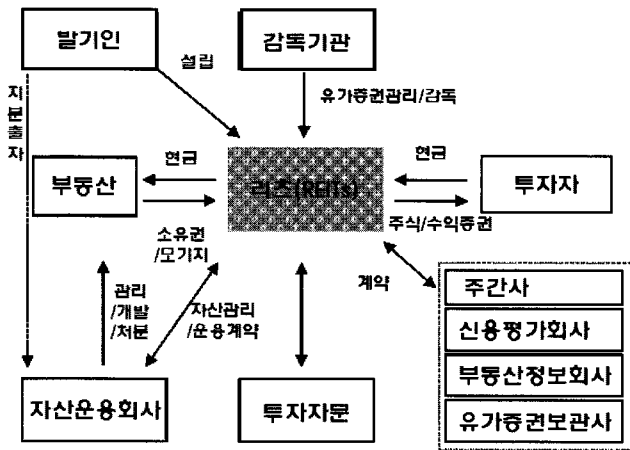 발기인
감독기관
설립
지분출자
유가증권관리/감독
현금
현금
부동산
리츠(REITs)
투자자
주식/수익증권
소유권
/모기지
계약
주간사
관리
/개발
/처분
자산관리
/운용계약
신용평가회사
부동산정보회사
자산운용회사
투자자문
유가증권보관사